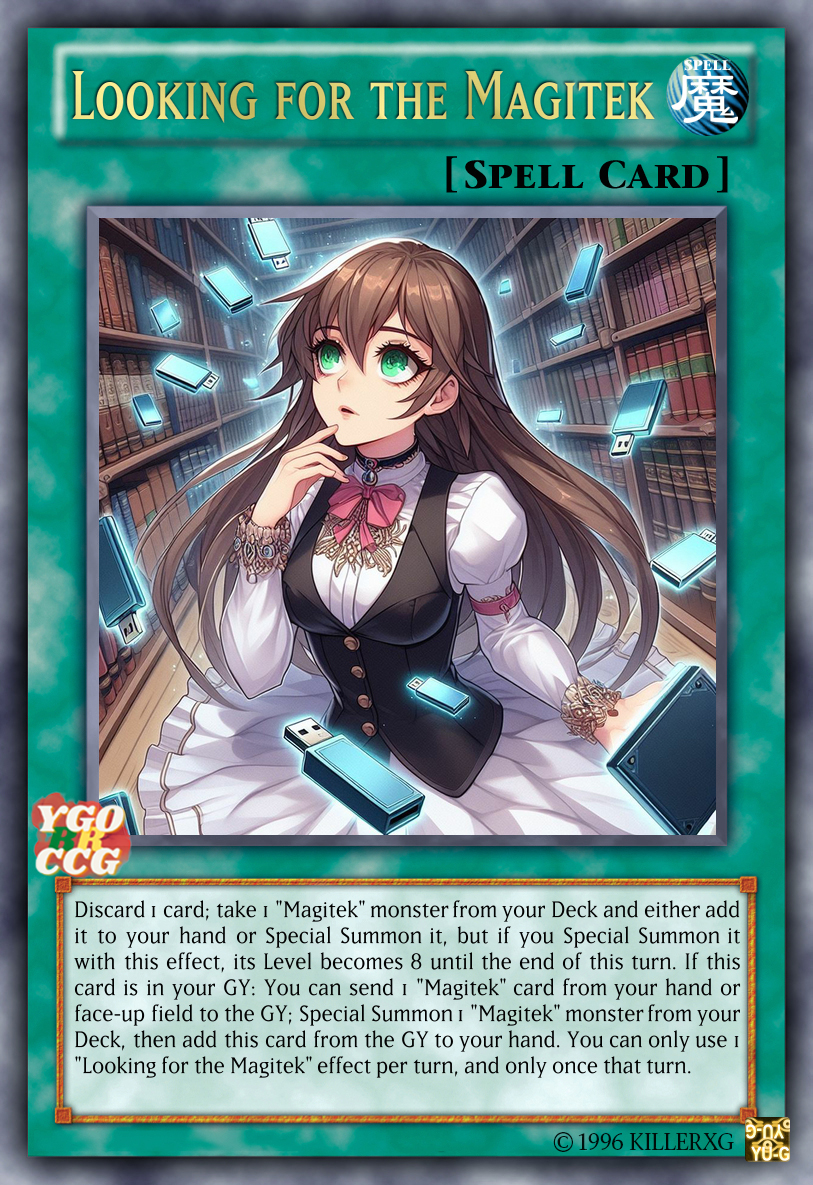 Looking for the Magitek
SPELL
魔
[Spell Card]
YGO
BR
CCG
Discard 1 card; take 1 "Magitek" monster from your Deck and either add
it to your hand or Special Summon it, but if you Special Summon it
with this effect, its Level becomes 8 until the end of this turn. If this
card is in your GY: You can send 1 "Magitek" card from your hand or
face-up field to the GY; Special Summon 1 "Magitek" monster from your
Deck, then add this card from the GY to your hand. You can only use 1
"Looking for the Magitek" effect per turn, and only once that turn.
© 1996 KILLERXG